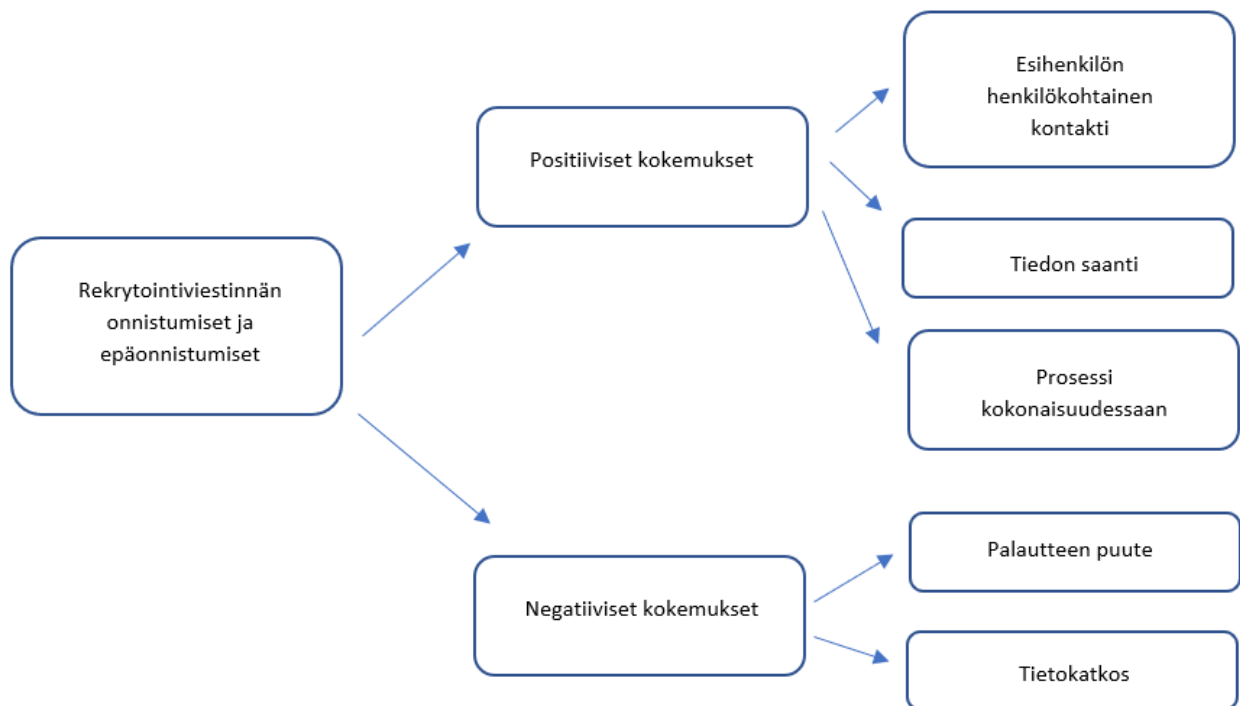 Rekrytointiviestinnän
onnistumiset ja
epäonnistumiset
Positiiviset kokemukset
Esihenkilön
henkilökohtainen
kontakti
Tiedon saanti
Prosessi
kokonaisuudessaan
Negatiiviset kokemukset
Palautteen puute
Tietokatkos